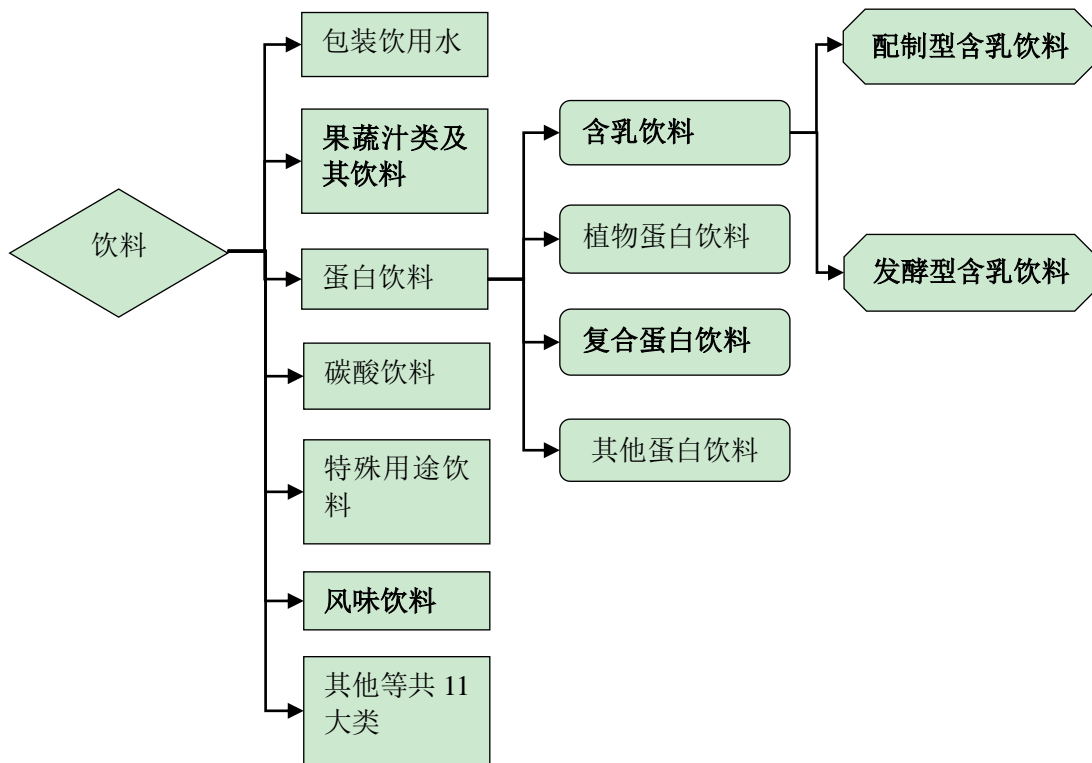 饮料
包装饮用水
果蔬汁类及
其饮料
蛋白饮料
碳酸饮料
特殊用途饮
料
风味饮料
其他等共 11
大类
含乳饮料
植物蛋白饮料
复合蛋白饮料
其他蛋白饮料
配制型含乳饮料
发酵型含乳饮料